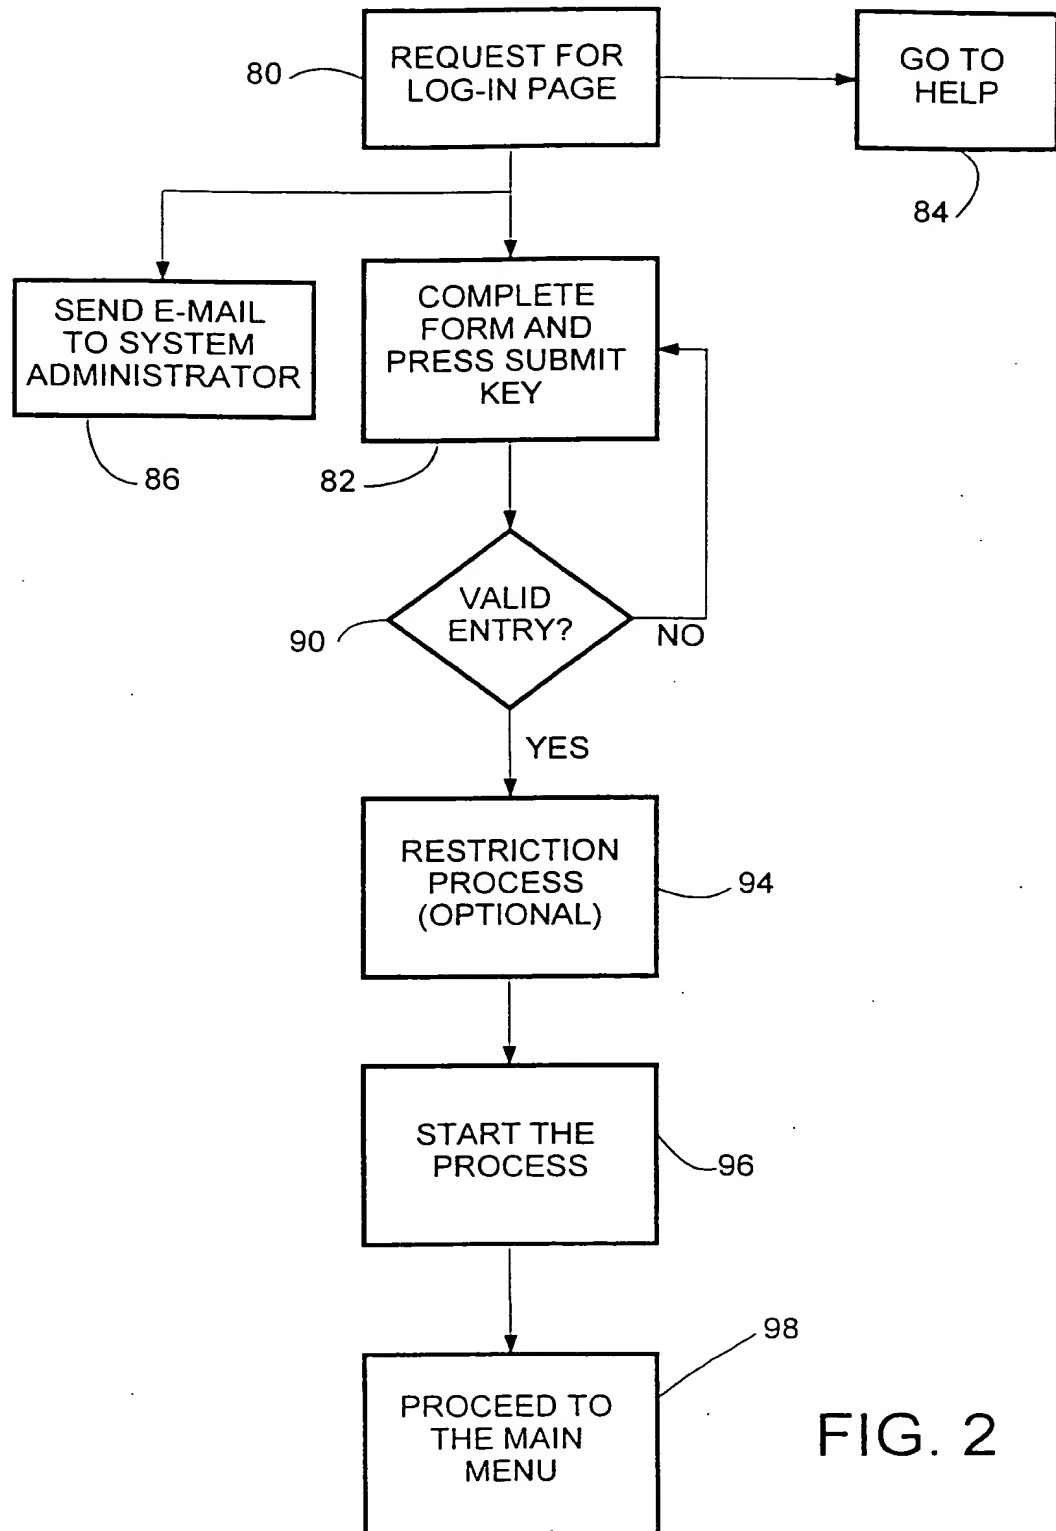 80
REQUEST FOR
LOG-IN PAGE
GO TO
HELP
84
SEND E-MAIL
TO SYSTEM
ADMINISTRATOR
86
COMPLETE
FORM AND
PRESS SUBMIT
KEY
82
90
VALID
ENTRY?
NO
YES
RESTRICTION
PROCESS
(OPTIONAL)
94
START THE
PROCESS
96
98
PROCEED TO
THE MAIN
MENU
FIG. 2